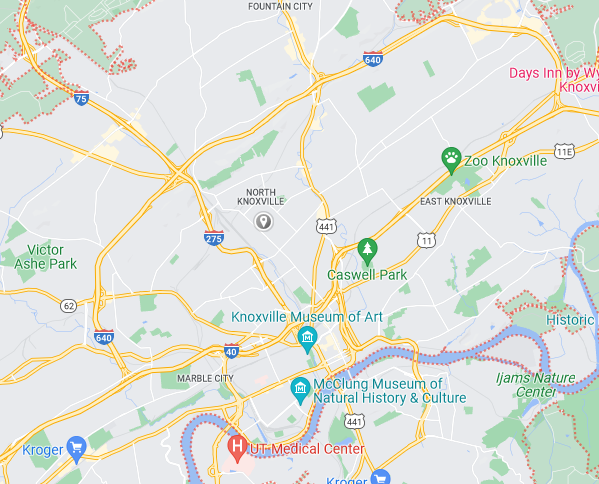 FOUNTAIN CITY
640
Days Inn by Wy
Knoxvi
75
11E
Zoo Knoxville
NORTH
KNOXVILLE
EAST KNOXVILLE
441
275
11
Victor
Ashe Park
Caswell Park
62
Knoxville Museum of Art
Historic
640
40
MARBLE CITY
McClung Museum of
Natural History & Culture
Ijams Nature
Center
441
Kroger
H
UT Medical Center
Kroger